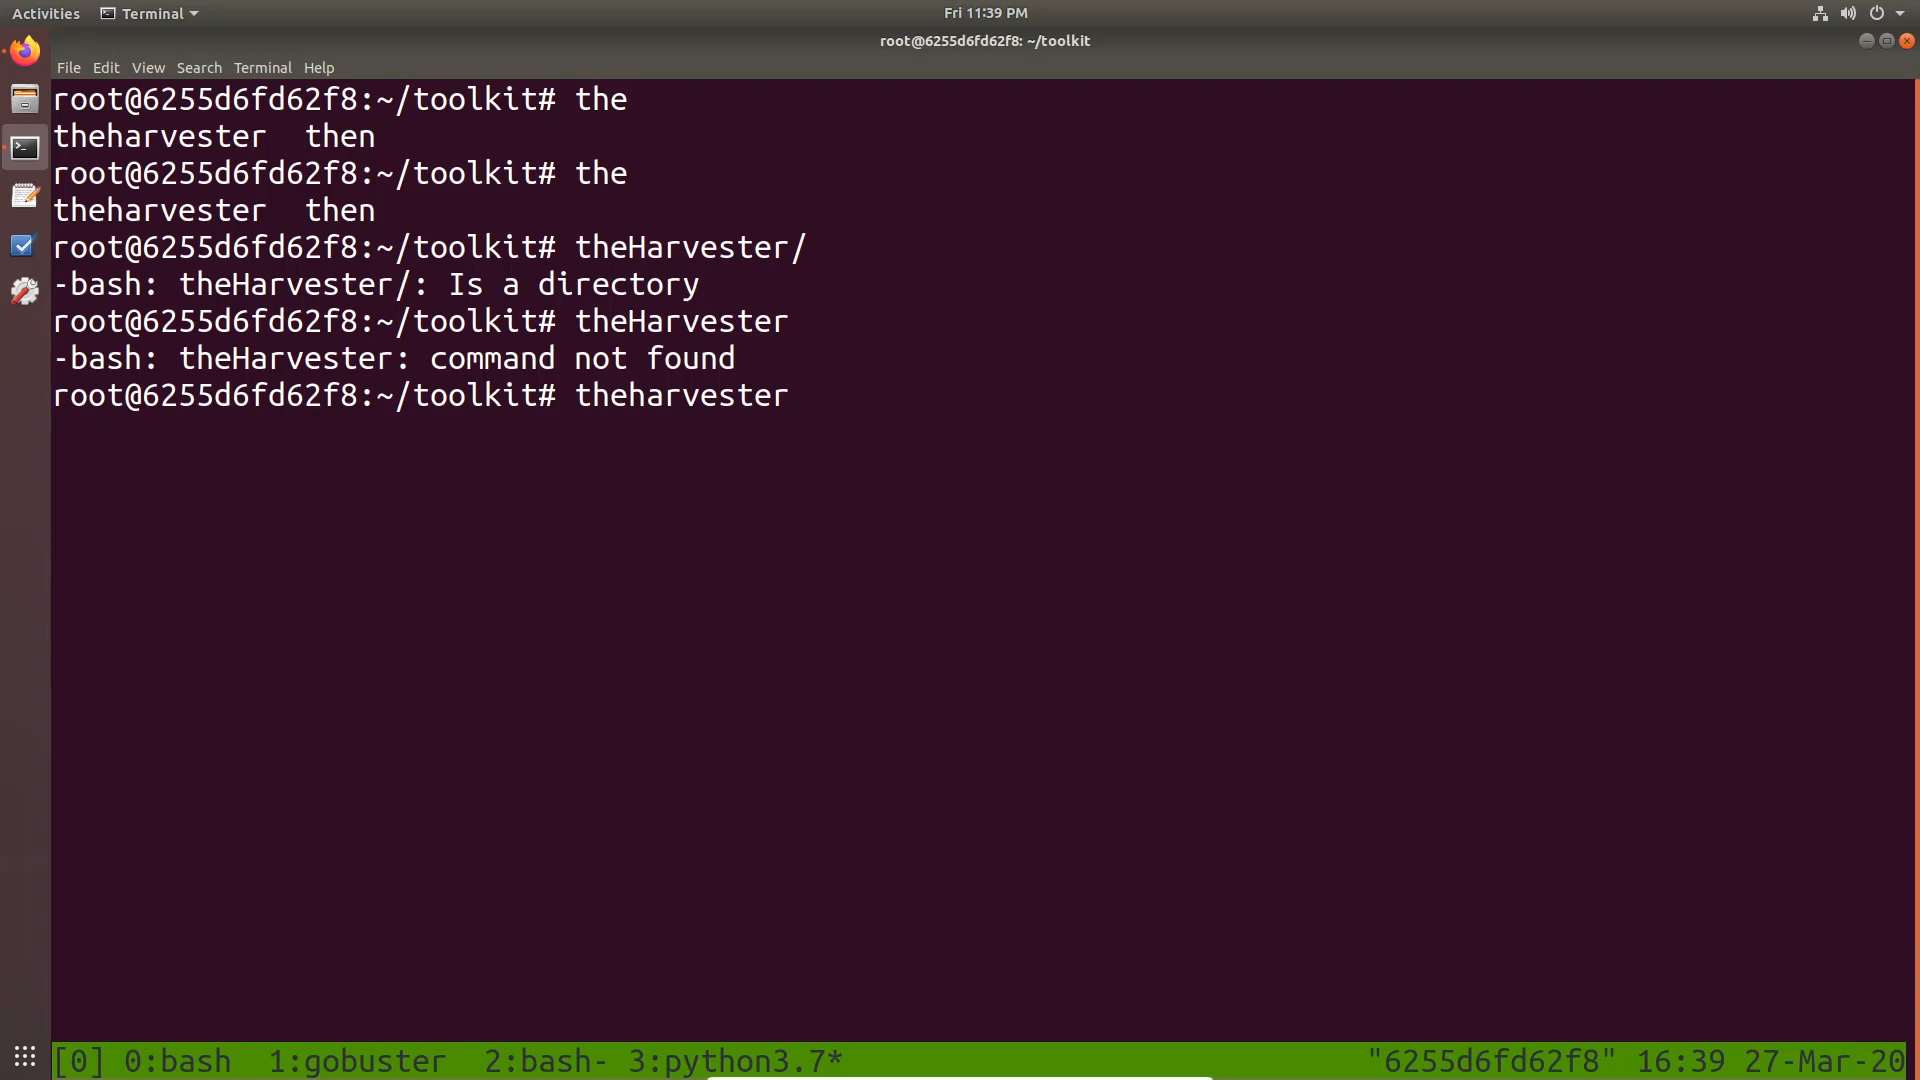 Activities Terminal Fri 11:39 PM
root@6255d6fd62f8: ~/toolkit
File Edit View Search Terminal Help
root@6255d6fd62f8:~/toolkit# the
theharvester  then
root@6255d6fd62f8:~/toolkit# the
theharvester  then
root@6255d6fd62f8:~/toolkit# theHarvester/
-bash: theHarvester/: Is a directory
root@6255d6fd62f8:~/toolkit# theHarvester
-bash: theHarvester: command not found
root@6255d6fd62f8:~/toolkit# theharvester
[0] 0:bash  1:gobuster  2:bash- 3:python3.7* "6255d6fd62f8" 16:39 27-Mar-20